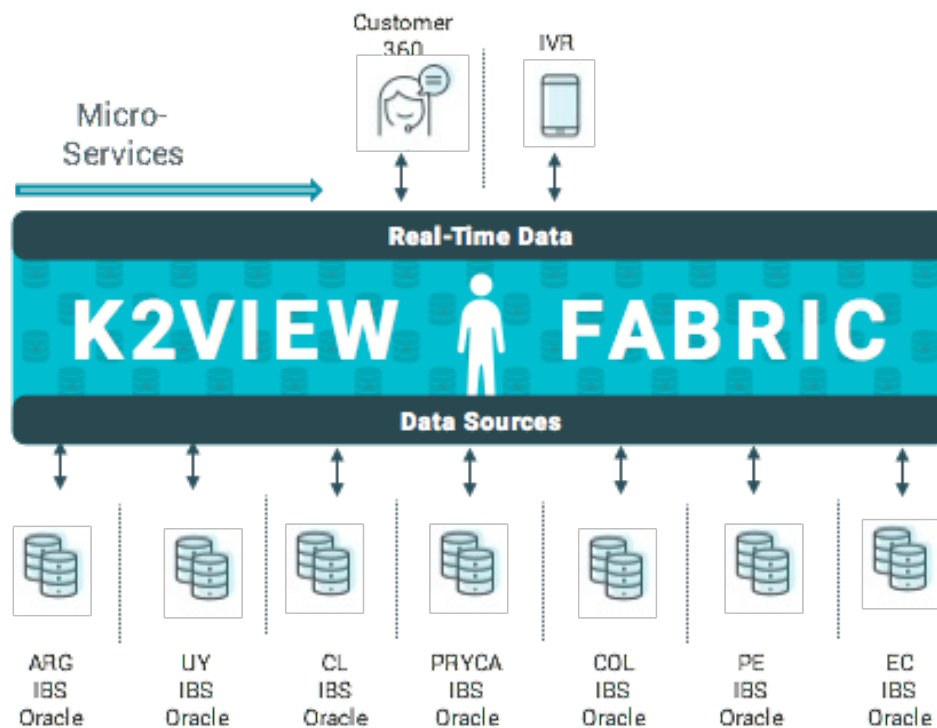 Customer
360
IVR
Micro-
Services
Real-Time Data
K2VIEW FABRIC
Data Sources
ARG
IBS
Oracle
UY
IBS
Oracle
CL
IBS
Oracle
PRYCA
IBS
Oracle
COL
IBS
Oracle
PE
IBS
Oracle
EC
IBS
Oracle